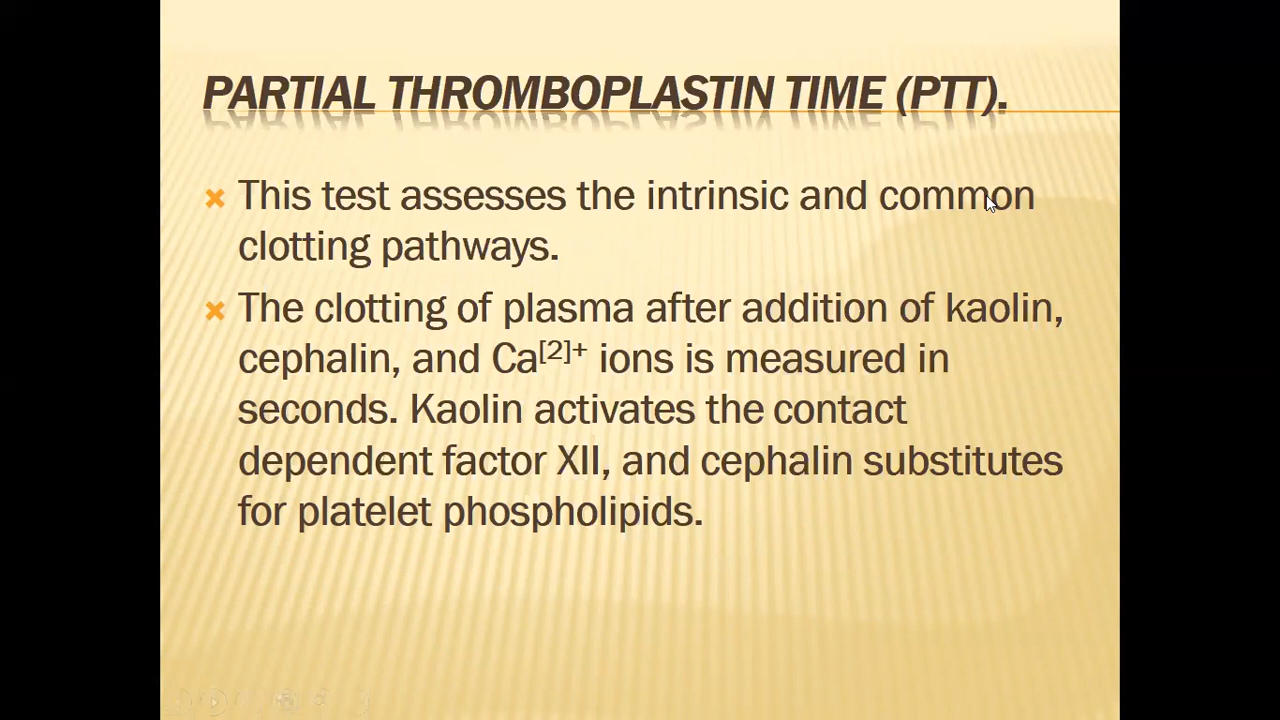 PARTIAL THROMBOPLASTIN TIME (PTT).
This test assesses the intrinsic and common
clotting pathways.
The clotting of plasma after addition of kaolin,
cephalin, and Ca[2]+ ions is measured in
seconds. Kaolin activates the contact
dependent factor XII, and cephalin substitutes
for platelet phospholipids.